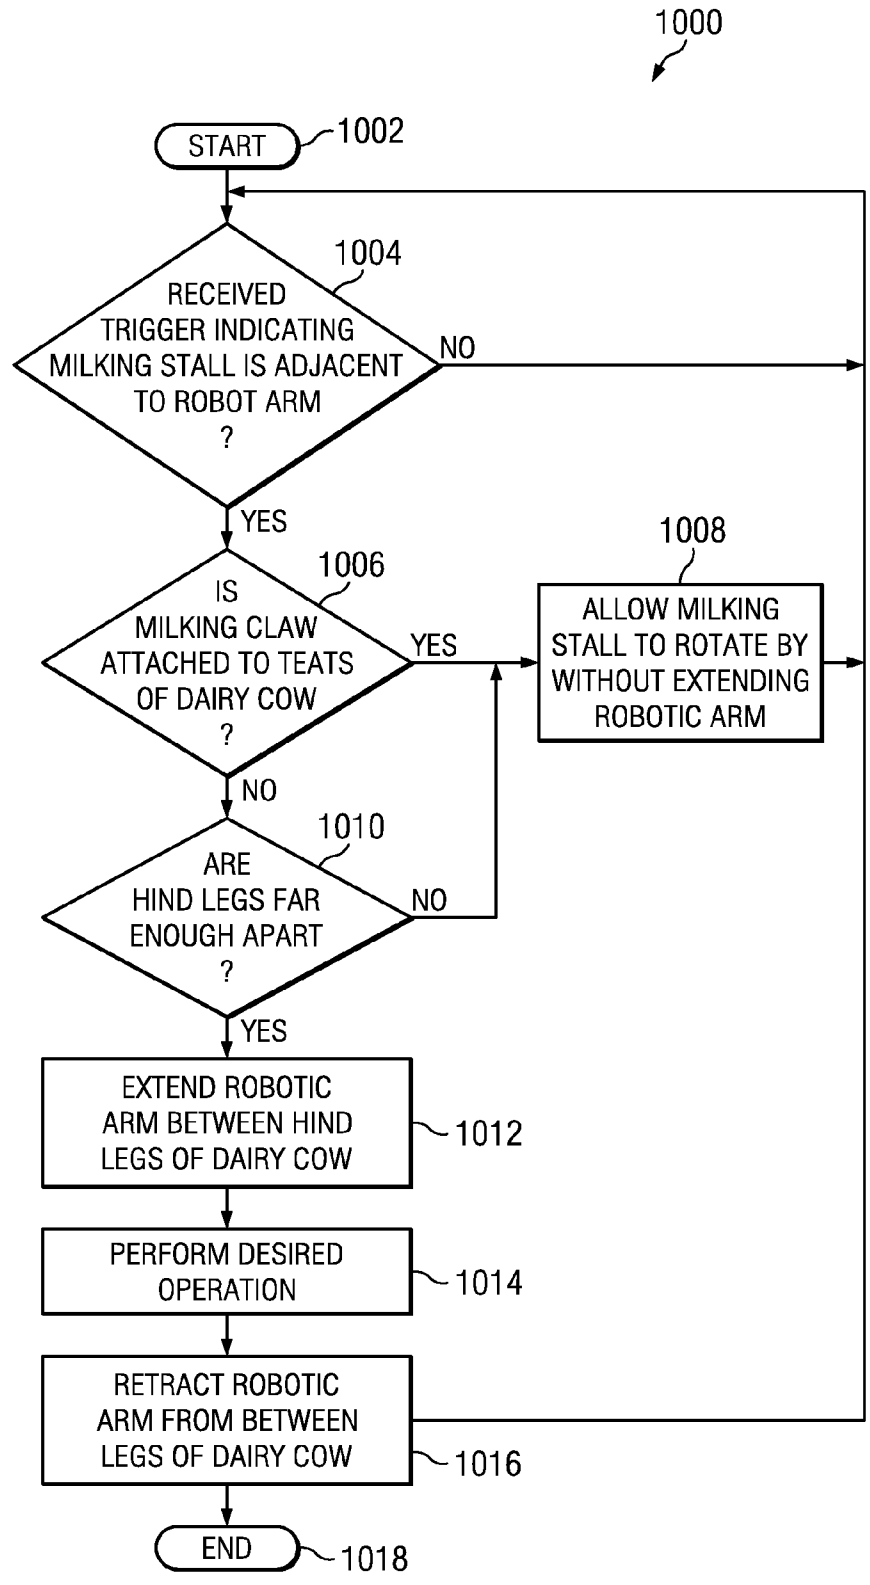 1000
START
1002
1004
RECEIVED
TRIGGER INDICATING
MILKING STALL IS ADJACENT
TO ROBOT ARM
?
NO
YES
1006
IS
MILKING CLAW
ATTACHED TO TEATS
OF DAIRY COW
?
YES
1008
ALLOW MILKING
STALL TO ROTATE BY
WITHOUT EXTENDING
ROBOTIC ARM
NO
1010
ARE
HIND LEGS FAR
ENOUGH APART
?
NO
YES
EXTEND ROBOTIC
ARM BETWEEN HIND
LEGS OF DAIRY COW
1012
PERFORM DESIRED
OPERATION
1014
RETRACT ROBOTIC
ARM FROM BETWEEN
LEGS OF DAIRY COW
1016
END
1018